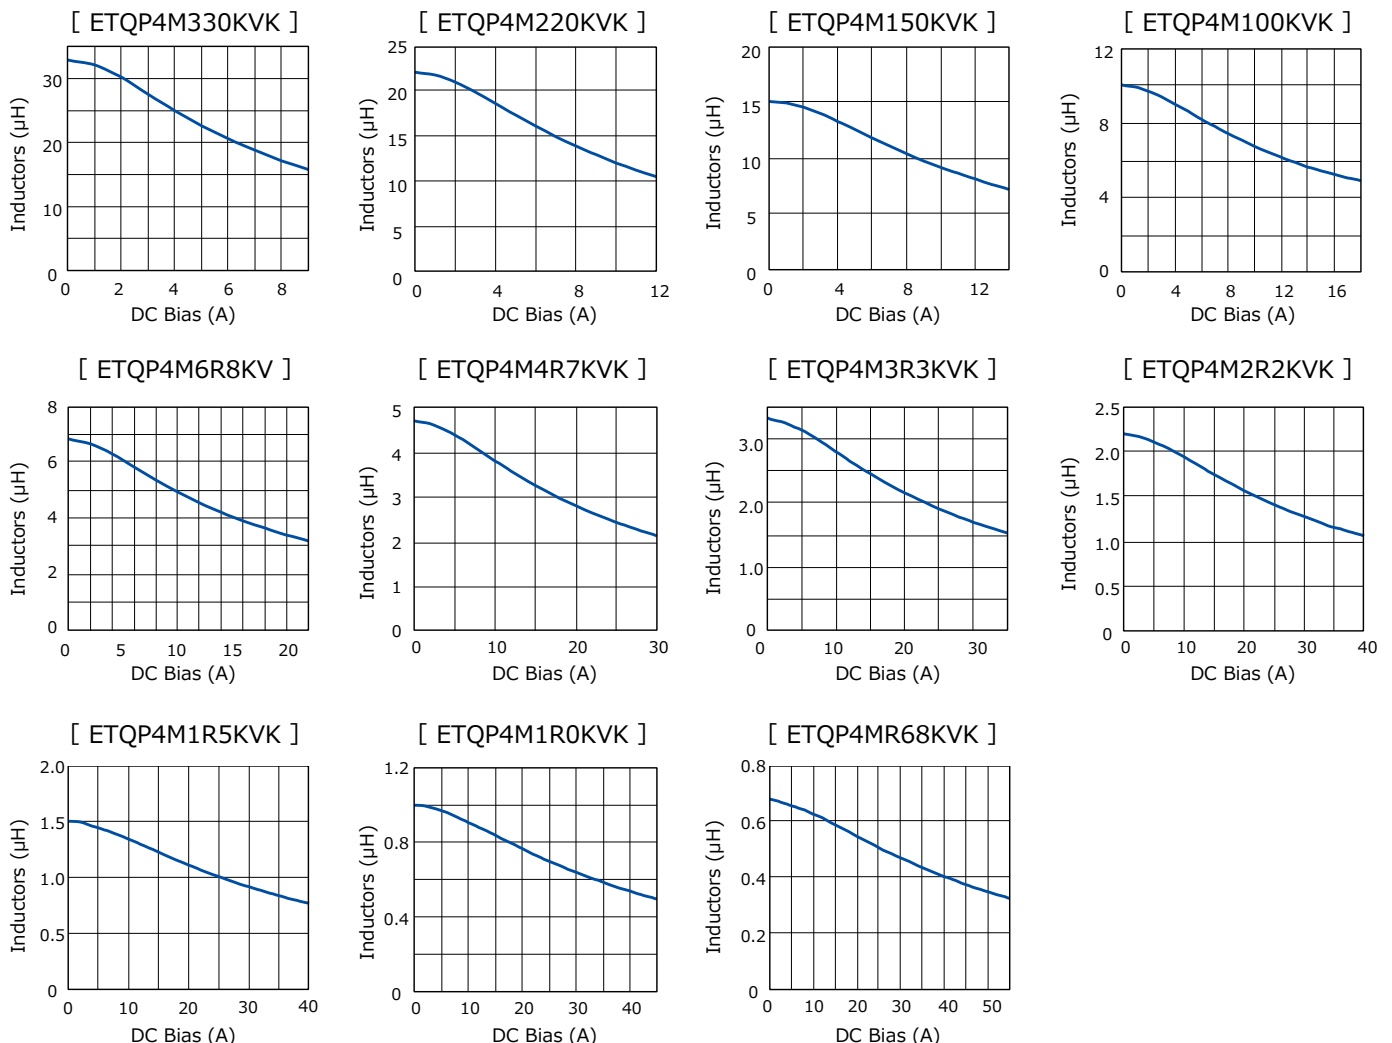 [ ETQP4M330KVK ]
Inductors (µH)
30
20
10
0
0 2 4 6 8
DC Bias (A)
[ ETQP4M220KVK ]
Inductors (µH)
25
20
15
10
5
0
0 4 8 12
DC Bias (A)
[ ETQP4M150KVK ]
Inductors (µH)
20
15
10
5
0
0 4 8 12
DC Bias (A)
[ ETQP4M100KVK ]
Inductors (µH)
12
8
4
0
0 4 8 12 16
DC Bias (A)
[ ETQP4M6R8KV ]
Inductors (µH)
8
6
4
2
0
0 5 10 15 20
DC Bias (A)
[ ETQP4M4R7KVK ]
Inductors (µH)
5
4
3
2
1
0
0 10 20 30
DC Bias (A)
[ ETQP4M3R3KVK ]
Inductors (µH)
3.0
2.0
1.0
0
0 10 20 30
DC Bias (A)
[ ETQP4M2R2KVK ]
Inductors (µH)
2.5
2.0
1.5
1.0
0.5
0
0 10 20 30 40
DC Bias (A)
[ ETQP4M1R5KVK ]
Inductors (µH)
2.0
1.5
1.0
0.5
0
0 10 20 30 40
DC Bias (A)
[ ETQP4M1R0KVK ]
Inductors (µH)
1.2
0.8
0.4
0
0 10 20 30 40
DC Bias (A)
[ ETQP4MR68KVK ]
Inductors (µH)
0.8
0.6
0.4
0.2
0
0 10 20 30 40 50
DC Bias (A)